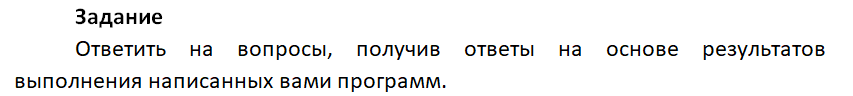 Задание
Ответить на вопросы, получив ответы на основе результатов
выполнения написанных вами программ.